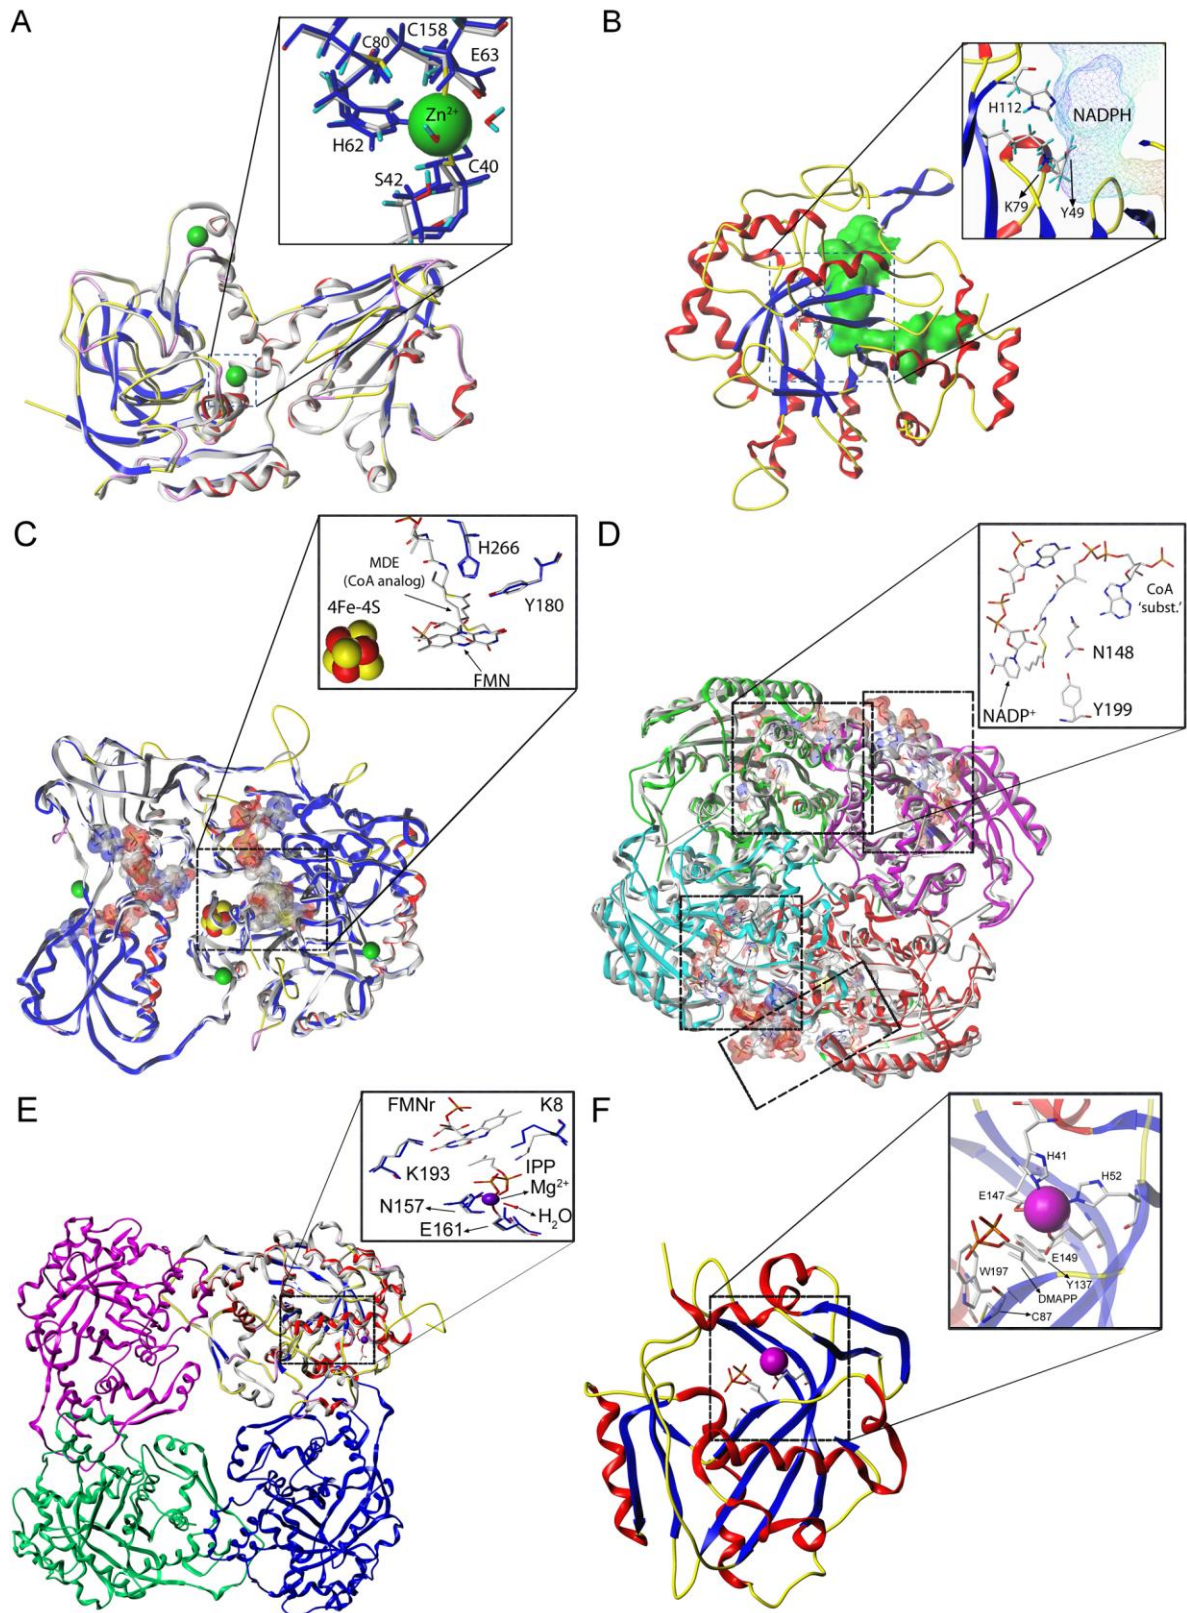 A
C80
C158
E63
Zn²⁺
H62
S42
C40
B
H112
NADPH
K79
Y49
C
H266
MDE
(CoA analog)
Y180
4Fe-4S
FMN
D
CoA
'subst.'
N148
NADP⁺
Y199
E
FMNr
K8
K193
IPP
Mg²⁺
N157
H₂O
E161
F
H41
H52
E147
E149
W197
Y137
DMAPP
C87